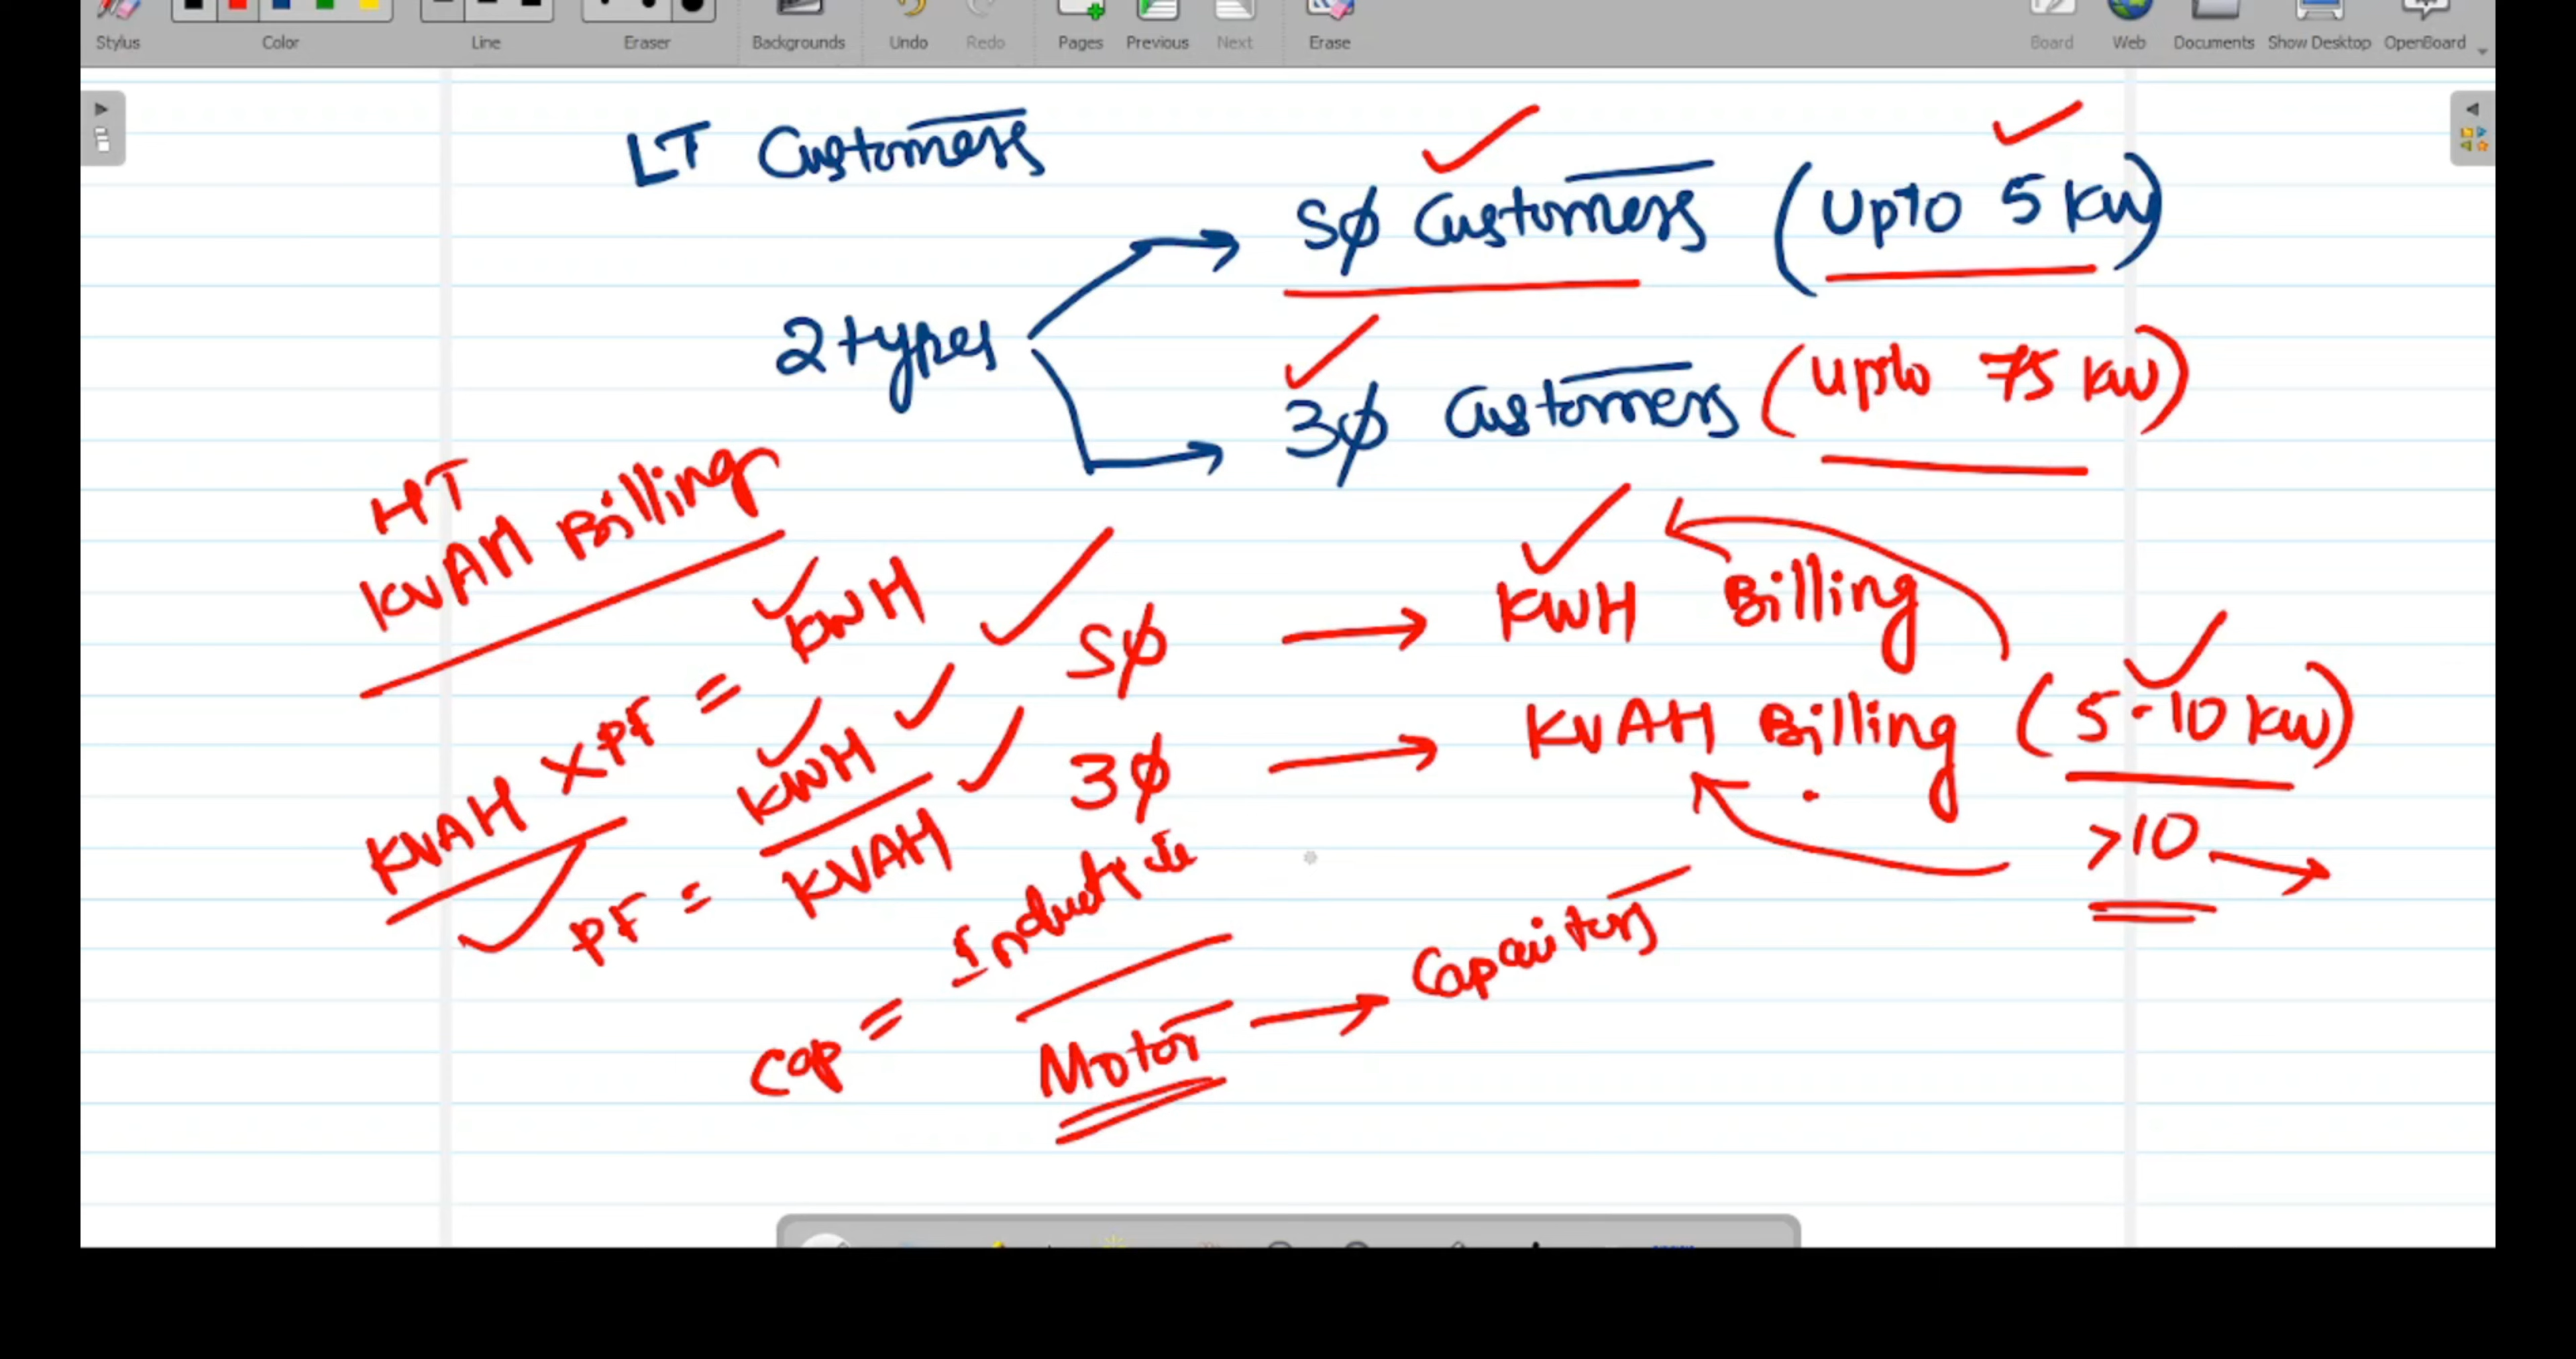 Stylus Color Line Eraser Backgrounds Undo Redo Pages Previous Next Erase Board Web Documents Show Desktop OpenBoard
LT Customers
2 types
Sφ Customers (Upto 5 KW)
3φ Customers (Upto 75 KW)
HT
KVAH Billing
KVAH X PF = KWH
PF = KWH / KVAH
Sφ → KWH Billing
3φ → KVAH Billing (5-10 KW)
>10 →
Inductive
Cap = Motor → Capacitors